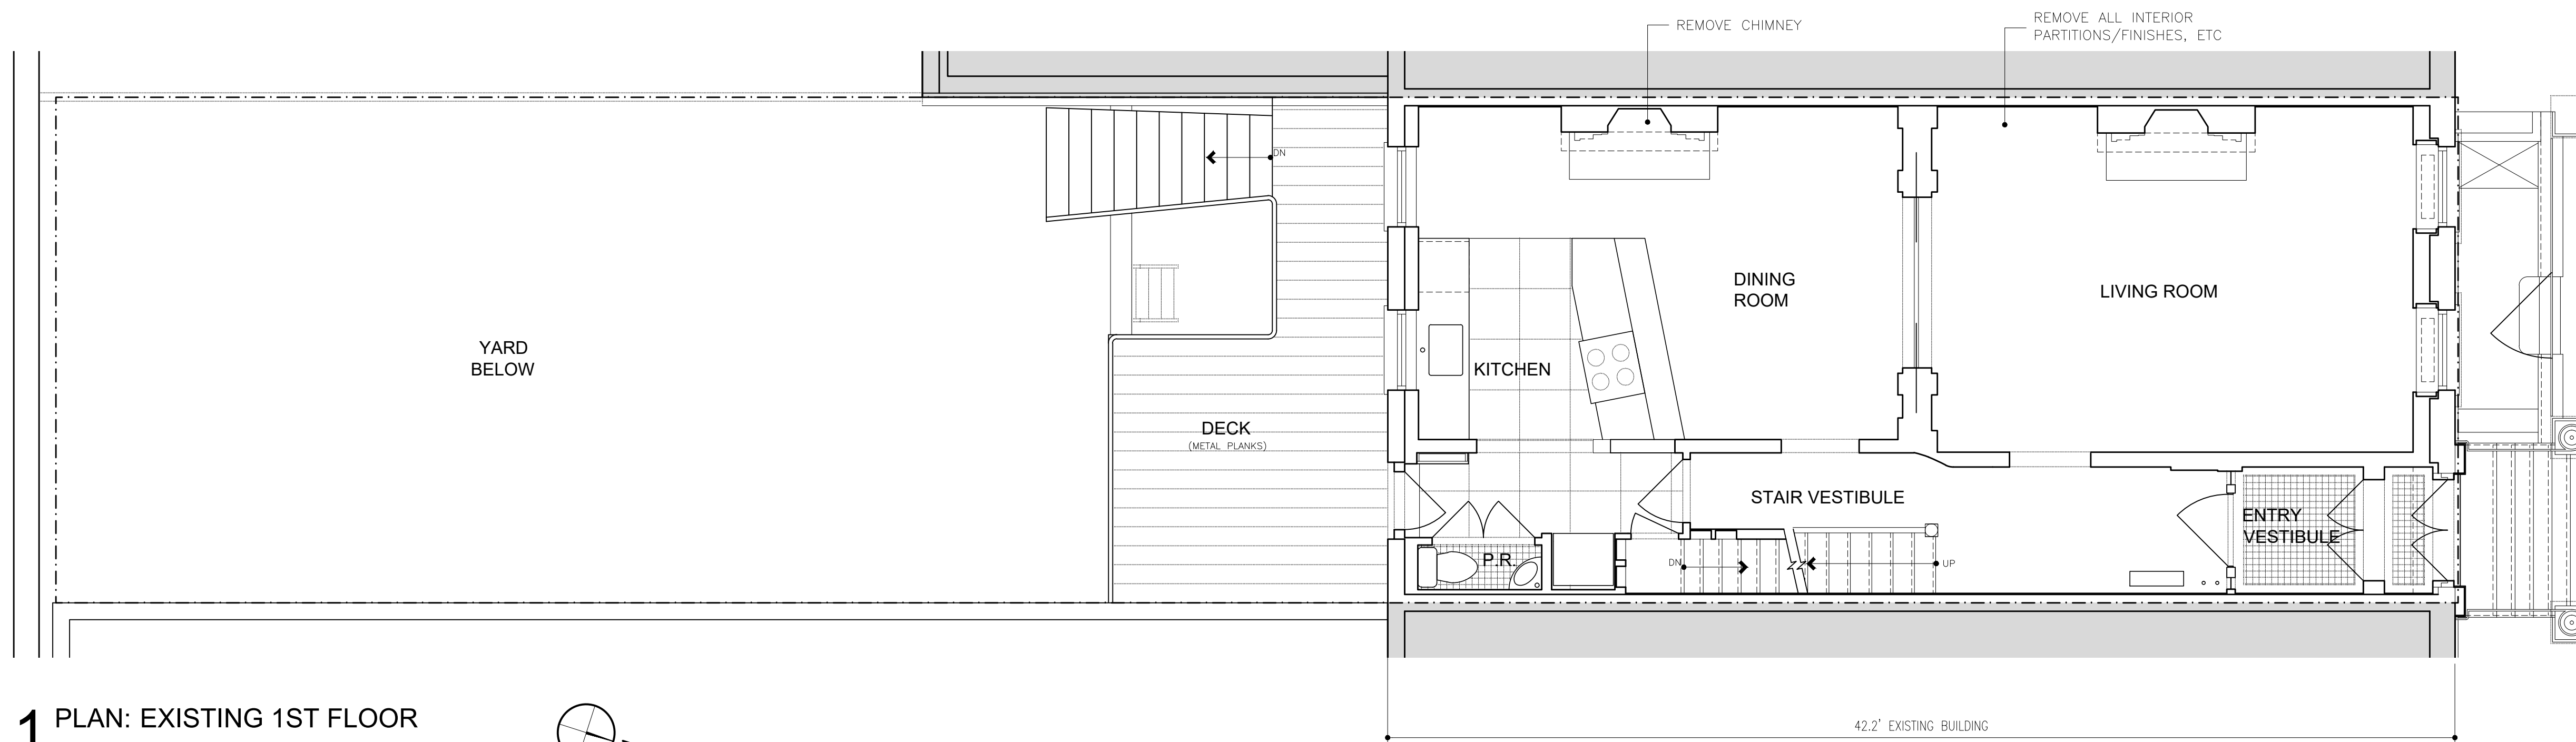 REMOVE CHIMNEY
REMOVE ALL INTERIOR
PARTITIONS/FINISHES, ETC
DN
DINING
ROOM
LIVING ROOM
YARD
BELOW
KITCHEN
DECK
(METAL PLANKS)
STAIR VESTIBULE
ENTRY
VESTIBULE
P.R.
DN
UP
1 PLAN: EXISTING 1ST FLOOR
42.2' EXISTING BUILDING